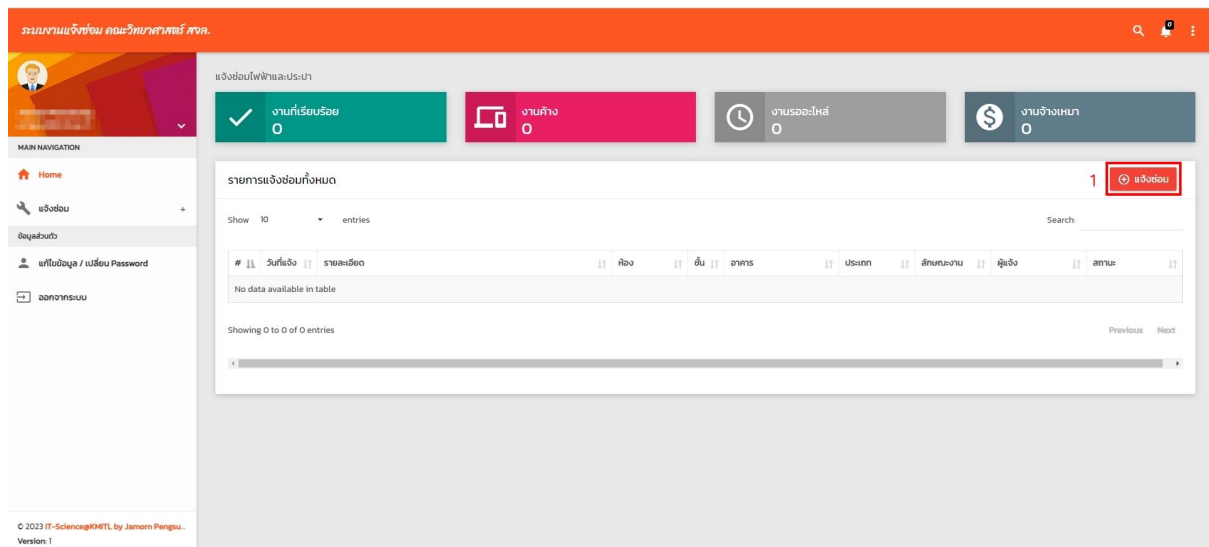 ระบบงานแจ้งซ่อม คณะวิทยาศาสตร์ สจล.
0
แจ้งซ่อมไฟฟ้าและประปา
งานที่เรียบร้อย
0
งานค้าง
0
งานรออะไหล่
0
งานจ้างเหมา
0
MAIN NAVIGATION
Home
แจ้งซ่อม +
ข้อมูลส่วนตัว
แก้ไขข้อมูล / เปลี่ยน Password
ออกจากระบบ
รายการแจ้งซ่อมทั้งหมด
1 แจ้งซ่อม
Show 10 entries
Search:
# วันที่แจ้ง รายละเอียด ห้อง ชั้น อาคาร ประเภท ลักษณะงาน ผู้แจ้ง สถานะ
No data available in table
Showing 0 to 0 of 0 entries
Previous Next
© 2023 IT-Science@KMITL by Jamorn Pengsu..
Version: 1